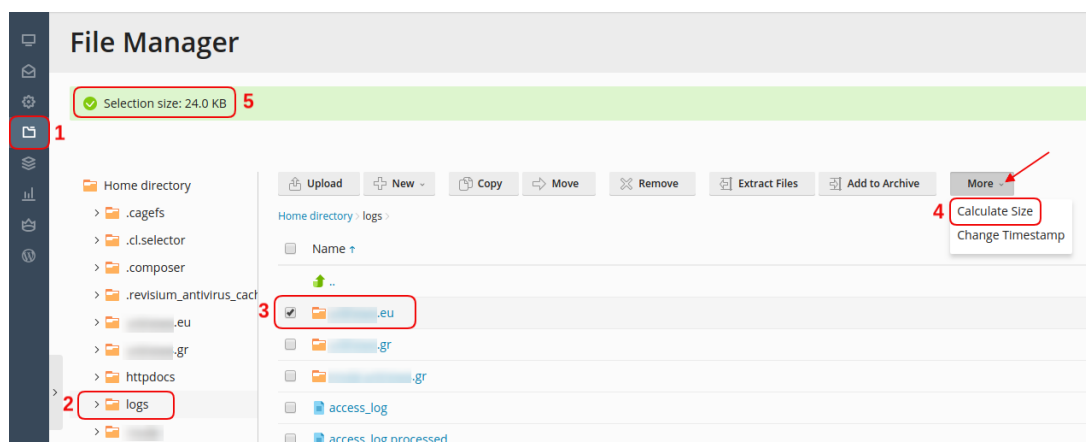 File Manager
Selection size: 24.0 KB
5
1
Home directory
Upload
New
Copy
Move
Remove
Extract Files
Add to Archive
More
.cagefs
Home directory > logs >
4
Calculate Size
.cl.selector
Name ↑
Change Timestamp
.composer
..
.revisium_antivirus_cach
3
.eu
.eu
.gr
.gr
httpdocs
.gr
2
logs
access_log
access_log.processed